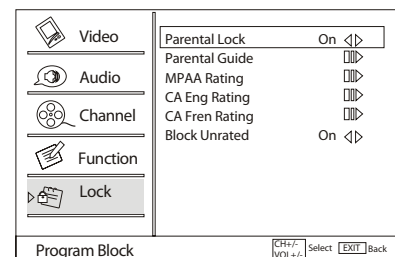 Video
Audio
Channel
Function
Lock
Parental Lock On
Parental Guide
MPAA Rating
CA Eng Rating
CA Fren Rating
Block Unrated On
Program Block
CH+/-
VOL+/-
Select EXIT Back